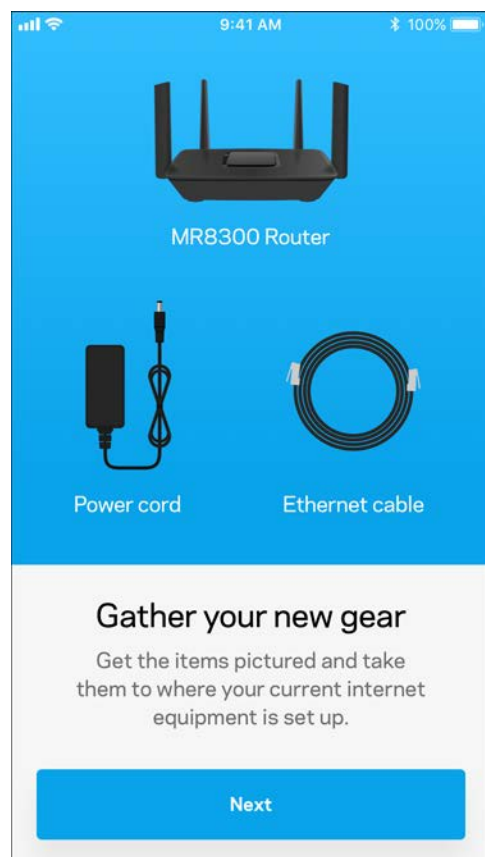 9:41 AM
100%
MR8300 Router
Power cord
Ethernet cable
Gather your new gear
Get the items pictured and take
them to where your current internet
equipment is set up.
Next